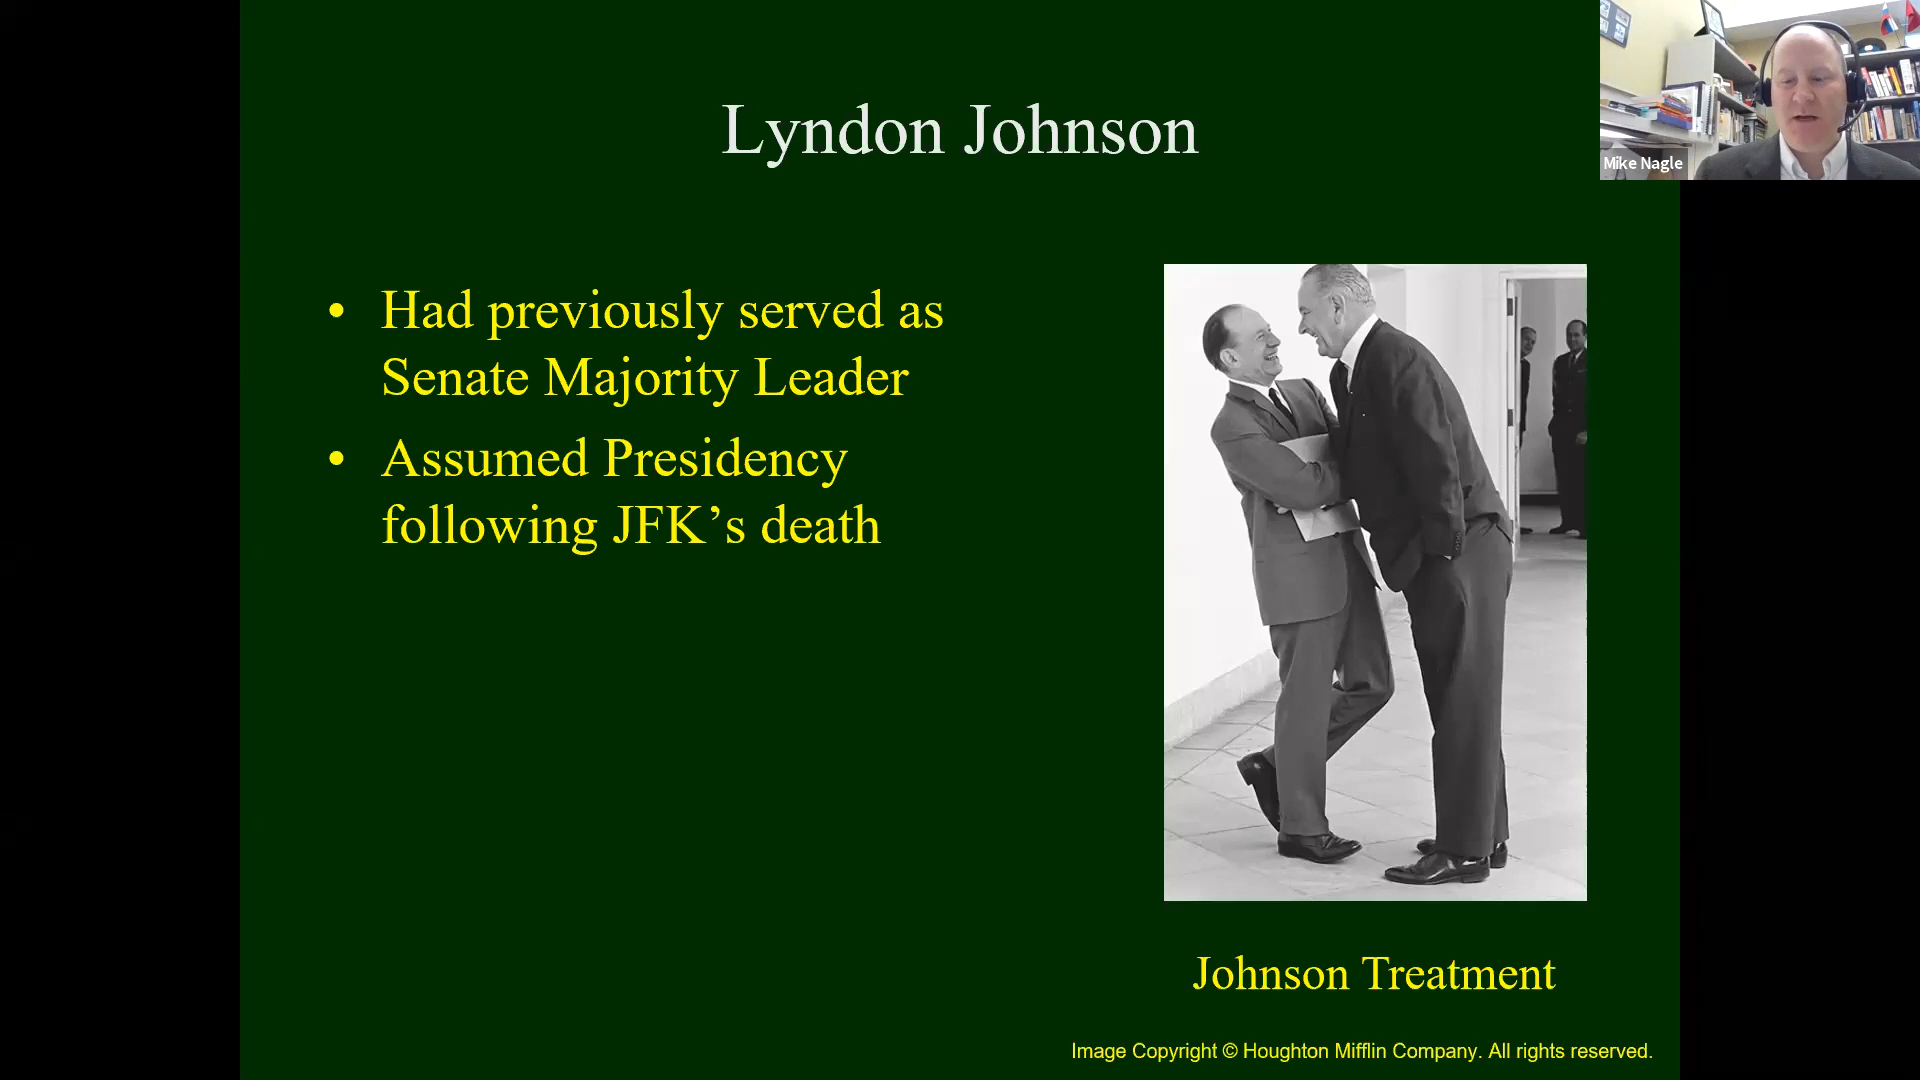 Lyndon Johnson
Mike Nagle
• Had previously served as
Senate Majority Leader
• Assumed Presidency
following JFK’s death
Johnson Treatment
Image Copyright © Houghton Mifflin Company. All rights reserved.